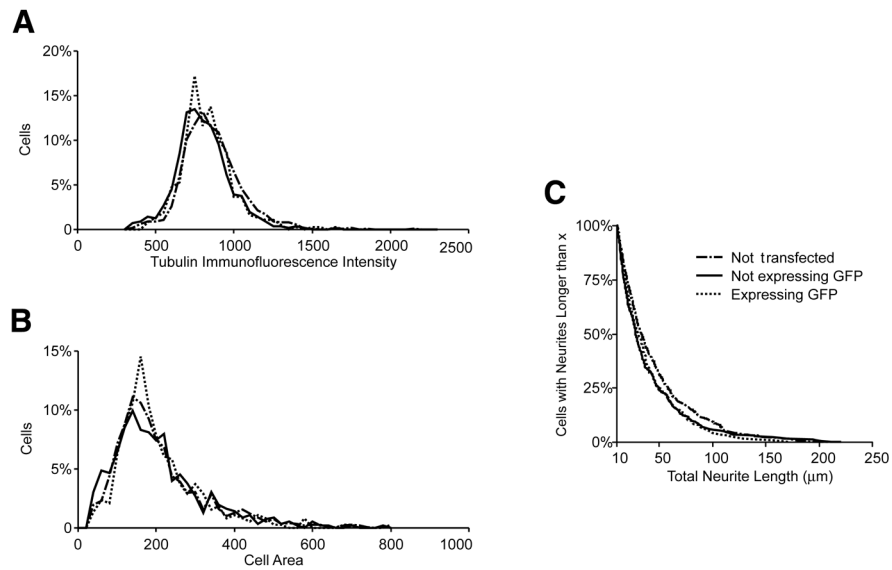 A
20%
15%
10%
5%
0
Cells
0 500 1000 1500 2000 2500
Tubulin Immunofluorescence Intensity
B
15%
10%
5%
0
Cells
0 200 400 600 800 1000
Cell Area
C
100%
75%
50%
25%
0%
Cells with Neurites Longer than x
Not transfected
Not expressing GFP
Expressing GFP
10 50 100 150 200 250
Total Neurite Length (μm)